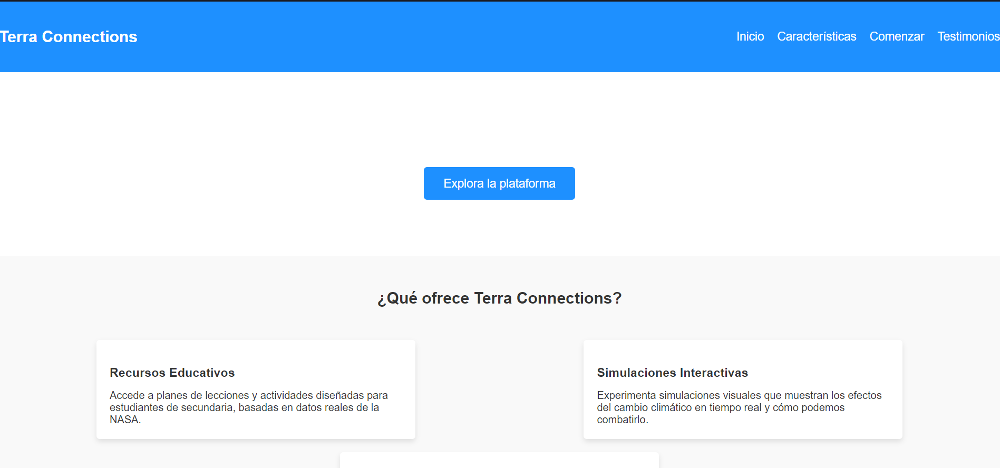 Terra Connections
Inicio Características Comenzar Testimonios
Explora la plataforma
¿Qué ofrece Terra Connections?
Recursos Educativos
Accede a planes de lecciones y actividades diseñadas para
estudiantes de secundaria, basadas en datos reales de la
NASA.
Simulaciones Interactivas
Experimenta simulaciones visuales que muestran los efectos
del cambio climático en tiempo real y cómo podemos
combatirlo.